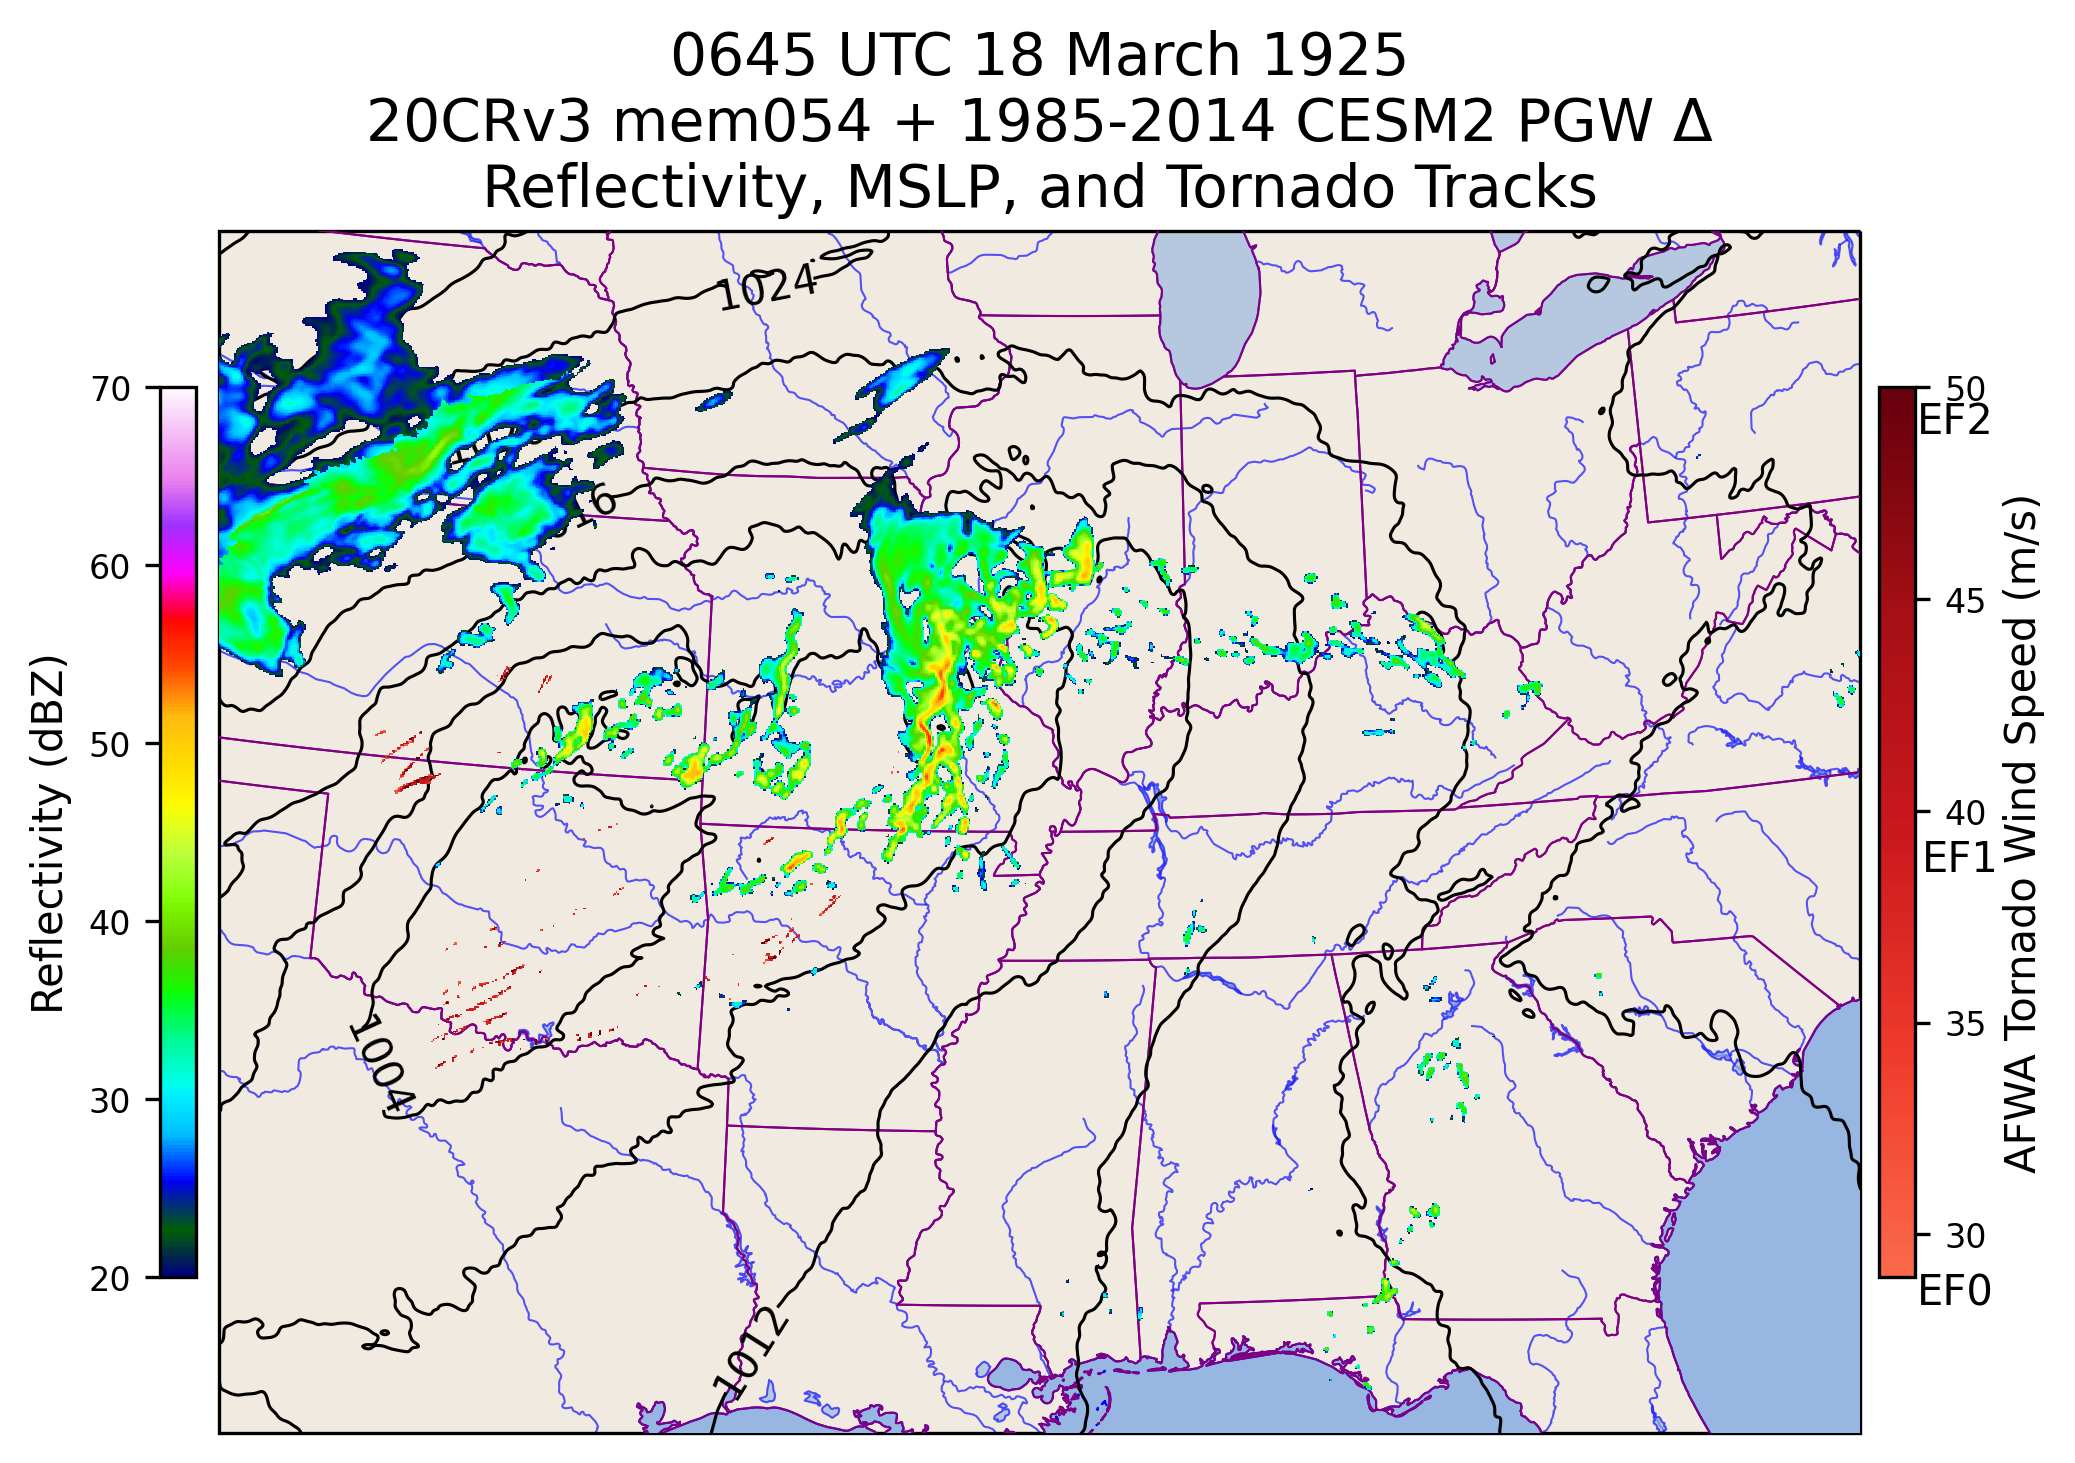 0645 UTC 18 March 1925
20CRv3 mem054 + 1985-2014 CESM2 PGW Δ
Reflectivity, MSLP, and Tornado Tracks
Reflectivity (dBZ)
70
60
50
40
30
20
1024
16
1004
1012
50
EF2
45
40
EF1
35
30
EF0
AFWA Tornado Wind Speed (m/s)